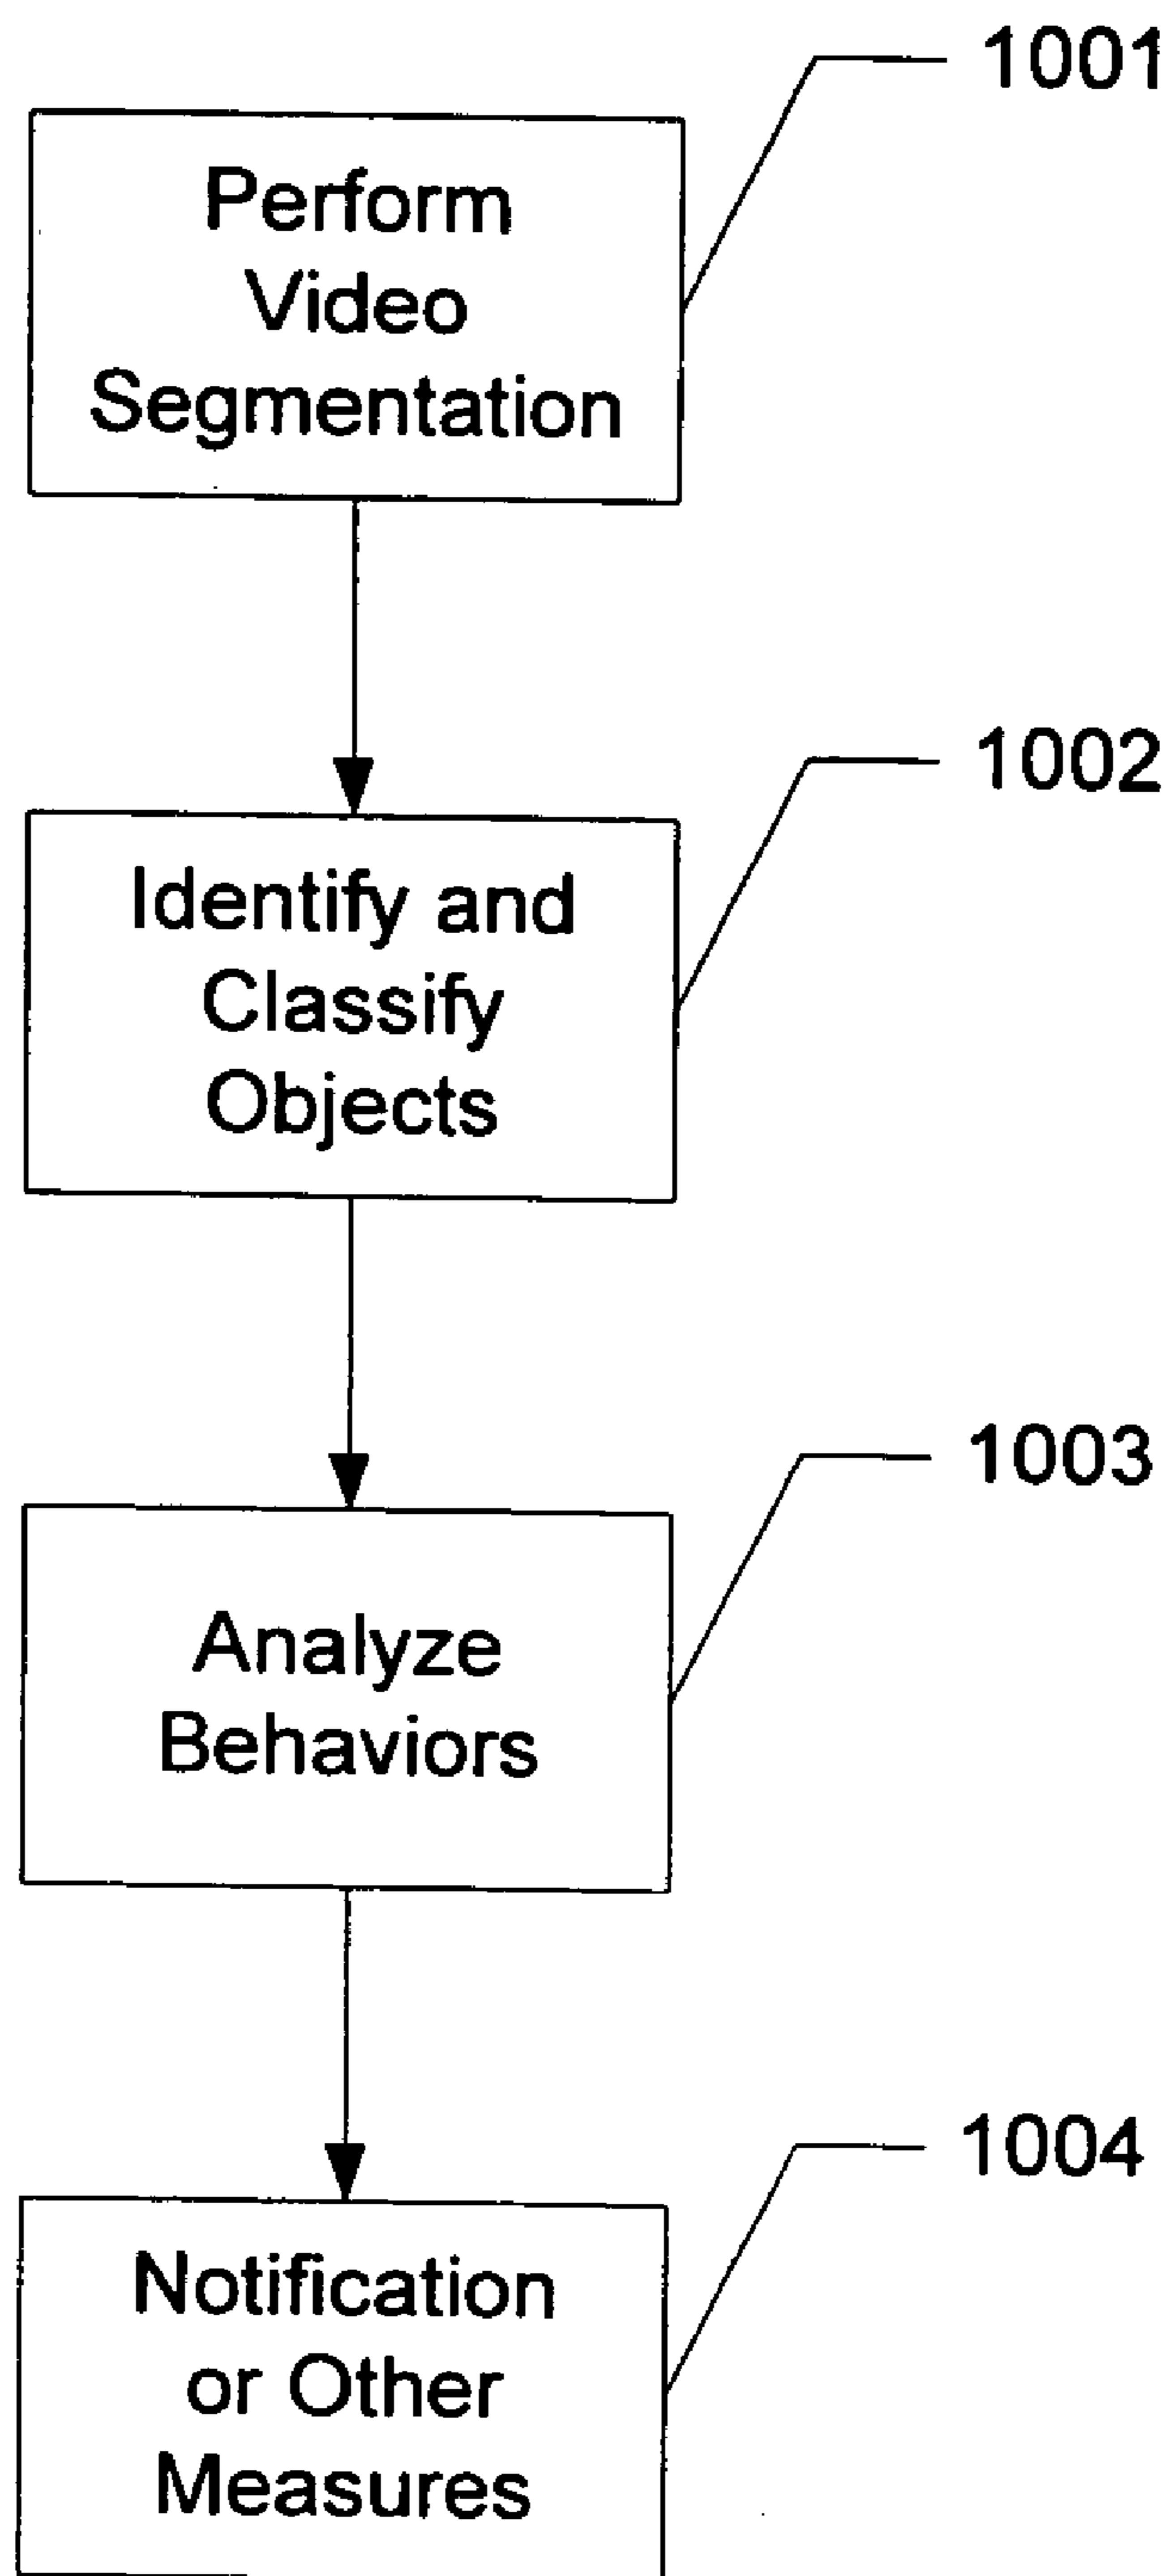 1001
Perform
Video
Segmentation
1002
Identify and
Classify
Objects
1003
Analyze
Behaviors
1004
Notification
or Other
Measures